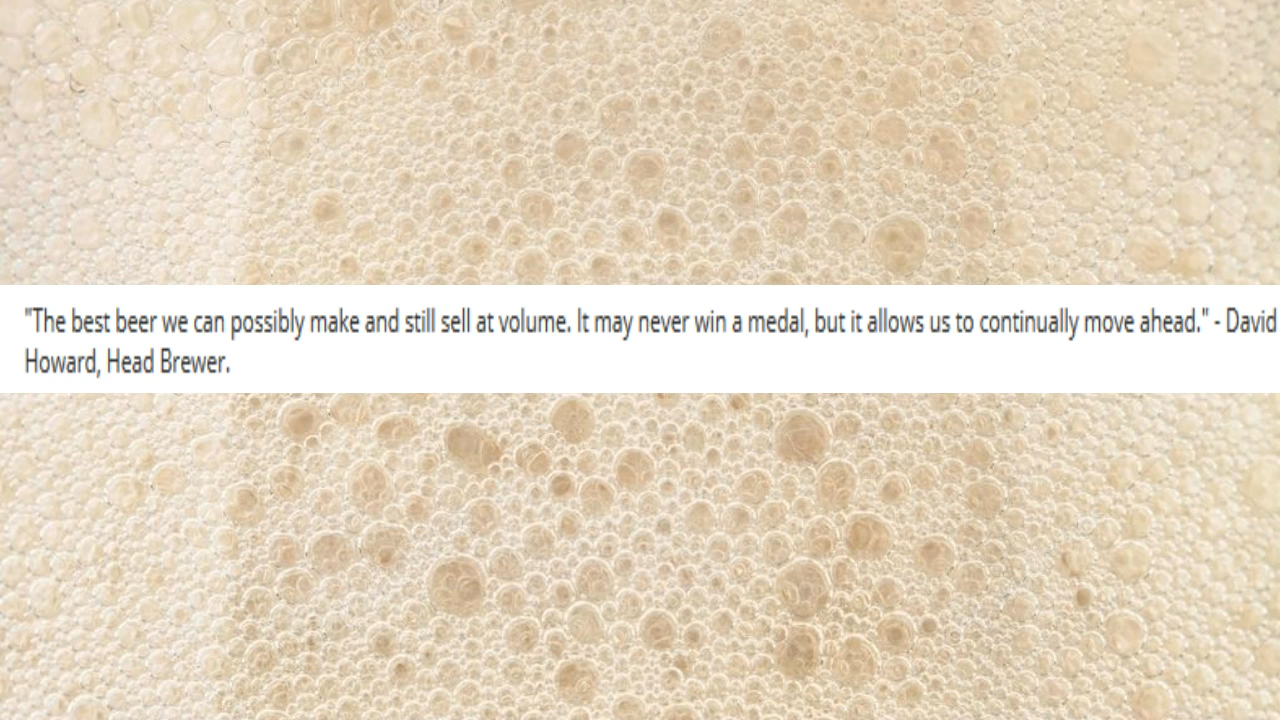 "The best beer we can possibly make and still sell at volume. It may never win a medal, but it allows us to continually move ahead." - David
Howard, Head Brewer.